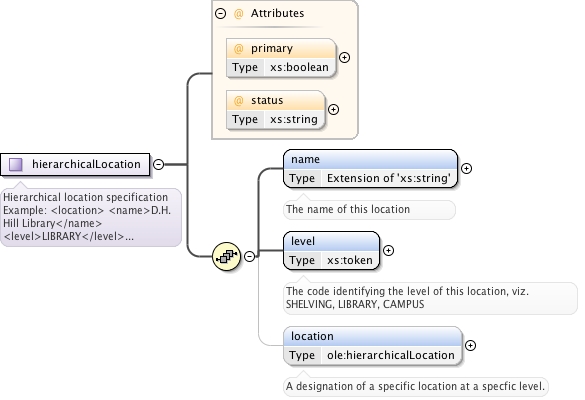 @ Attributes
@ primary
Type xs:boolean
@ status
Type xs:string
hierarchicalLocation
Hierarchical location specification
Example: <location> <name>D.H.
Hill Library</name>
<level>LIBRARY</level>...
name
Type Extension of 'xs:string'
The name of this location
level
Type xs:token
The code identifying the level of this location, viz.
SHELVING, LIBRARY, CAMPUS
location
Type ole:hierarchicalLocation
A designation of a specific location at a specfic level.